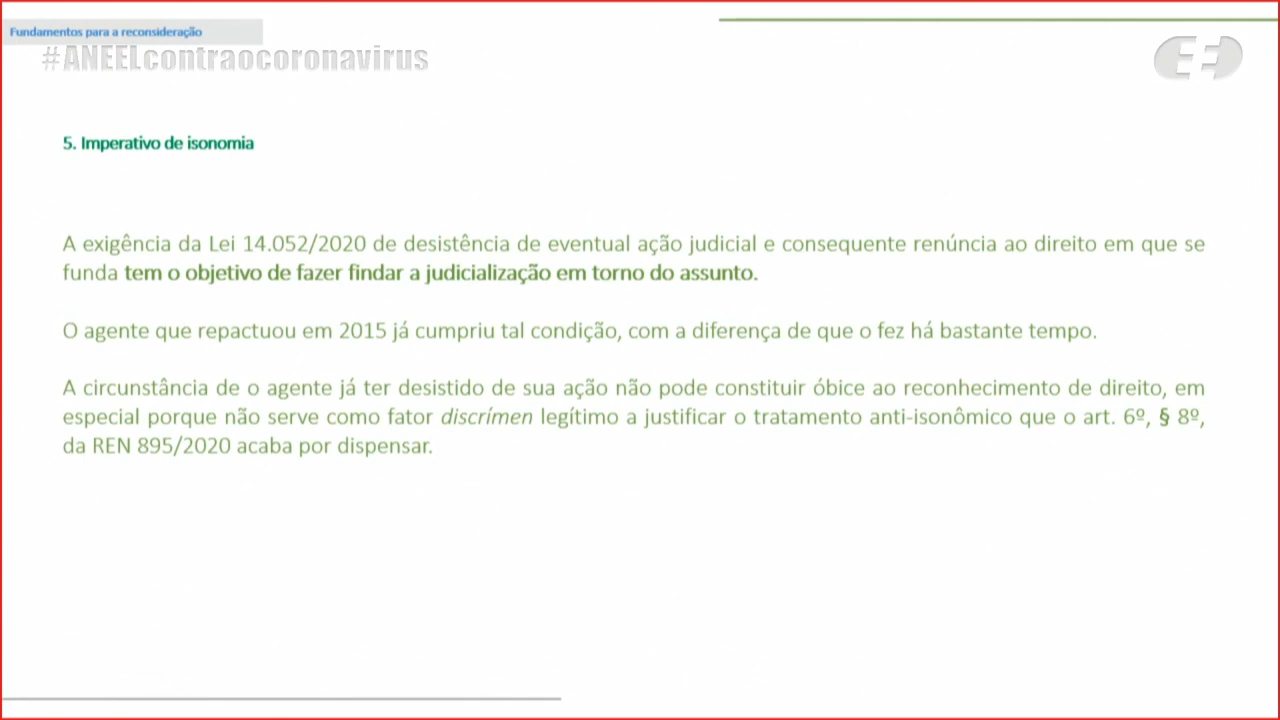 Fundamentos para a reconsideração
#ANEELcontraocoronavirus
5. Imperativo de isonomia
A exigência da Lei 14.052/2020 de desistência de eventual ação judicial e consequente renúncia ao direito em que se
funda tem o objetivo de fazer findar a judicialização em torno do assunto.
O agente que repactuou em 2015 já cumpriu tal condição, com a diferença de que o fez há bastante tempo.
A circunstância de o agente já ter desistido de sua ação não pode constituir óbice ao reconhecimento de direito, em
especial porque não serve como fator discrímen legítimo a justificar o tratamento anti-isonômico que o art. 6º, § 8º,
da REN 895/2020 acaba por dispensar.